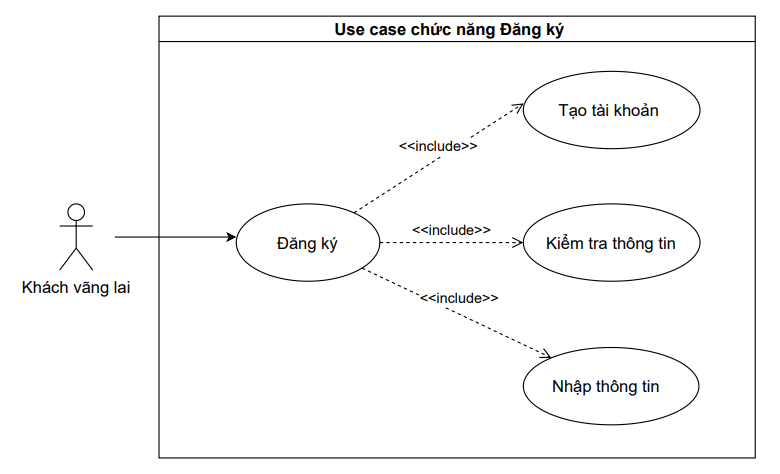 Use case chức năng Đăng ký
Tạo tài khoản
<<include>>
Đăng ký
<<include>>
Kiểm tra thông tin
Khách vãng lai
<<include>>
Nhập thông tin